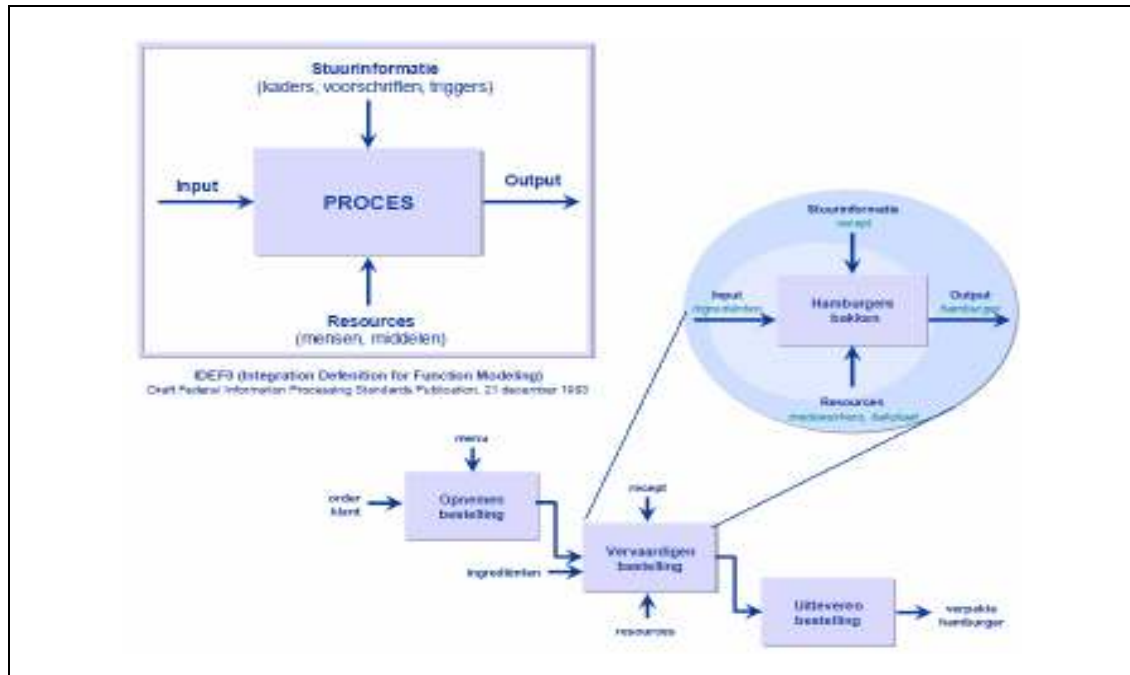 Stuurinformatie
(kaders, voorschriften, triggers)
Input
PROCES
Output
Resources
(mensen, middelen)
IDEF0 (Integration Defenition for Function Modeling)
Draft Federal Information Processing Standards Publication, 21 december 1993
Stuurinformatie
recept
Input
ingrediënten
Hamburgers
bakken
Output
hamburger
Resources
medewerkers,
menu
order
klant
Opnemen
bestelling
recept
Vervaardigen
bestelling
ingrediënten
resources
Uitleveren
bestelling
verpakte
hamburger